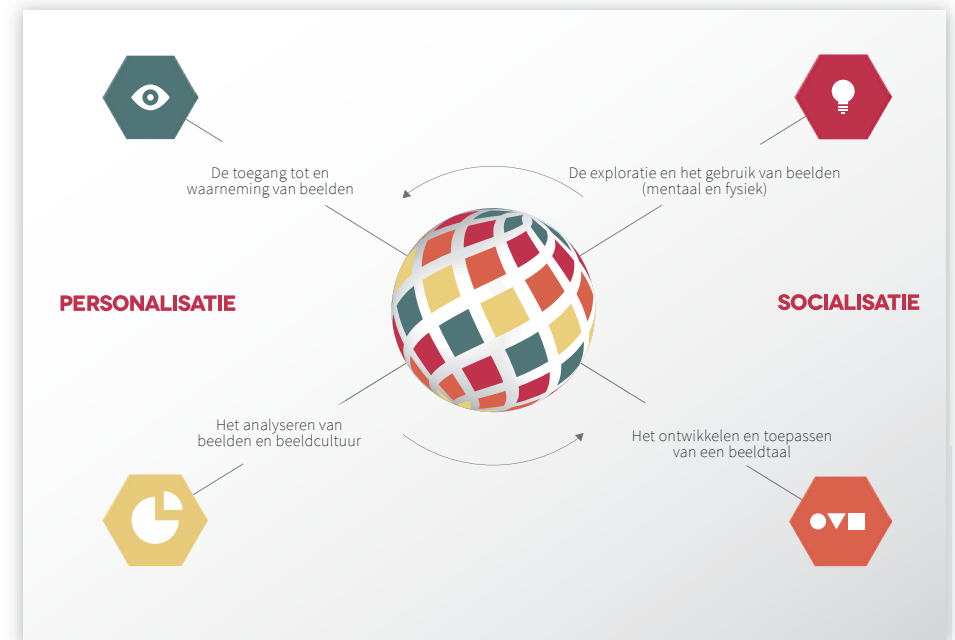 De toegang tot en
waarneming van beelden
De exploratie en het gebruik van beelden
(mentaal en fysiek)
PERSONALISATIE
SOCIALISATIE
Het analyseren van
beelden en beeldcultuur
Het ontwikkelen en toepassen
van een beeldtaal